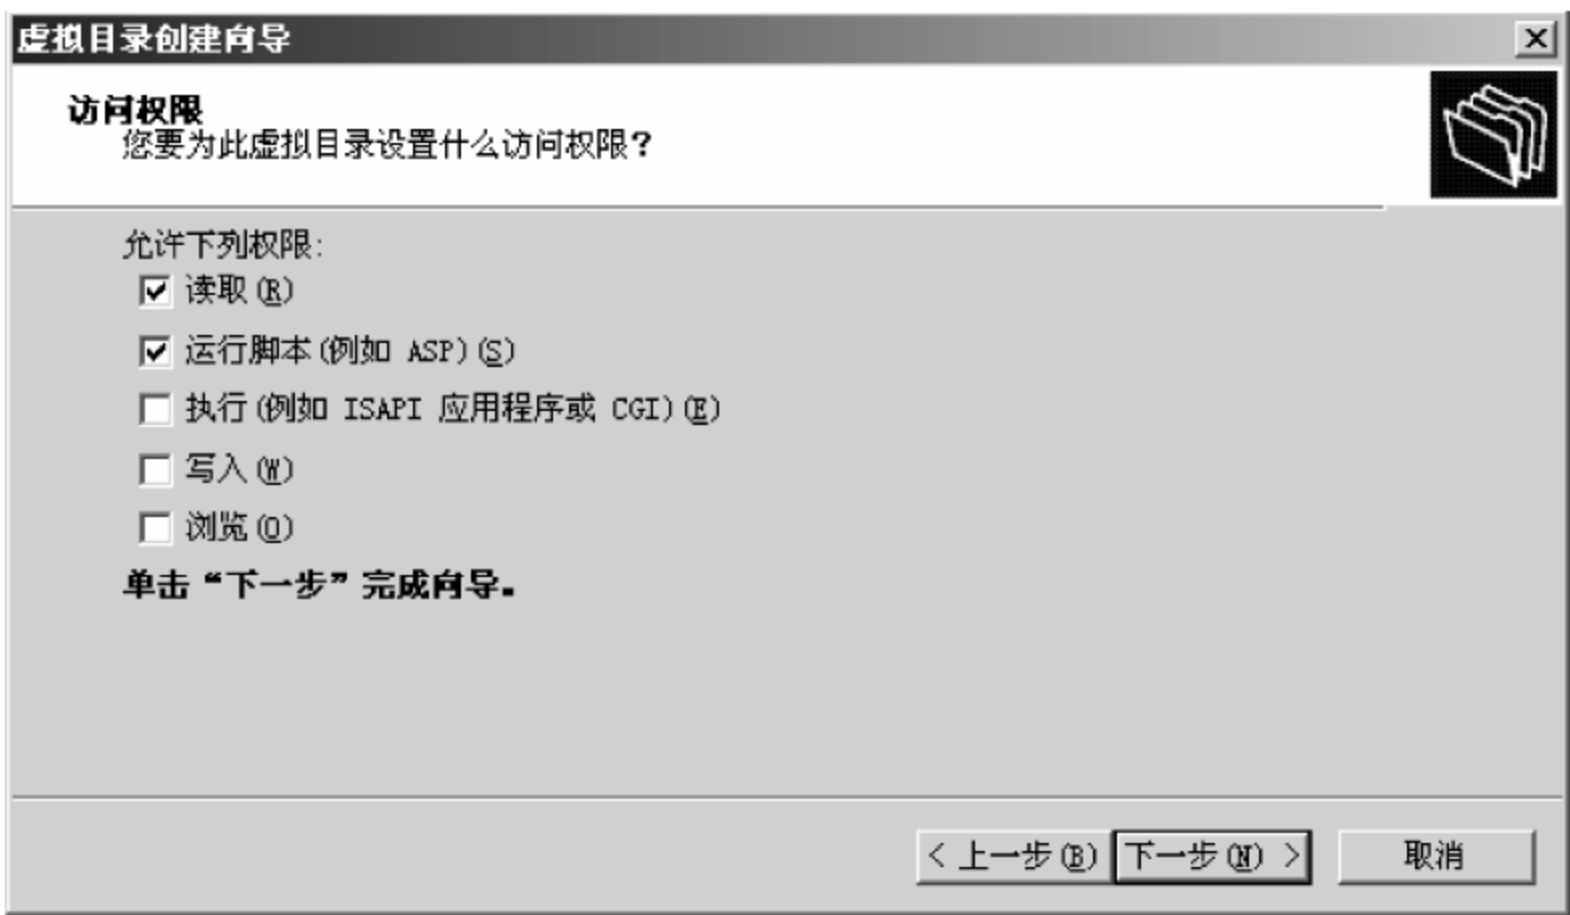 虚拟目录创建向导
访问权限
您要为此虚拟目录设置什么访问权限？
允许下列权限:
读取(R)
运行脚本(例如 ASP)(S)
执行(例如 ISAPI 应用程序或 CGI)(E)
写入(W)
浏览(O)
单击“下一步”完成向导。
< 上一步(B) 下一步(N) > 取消